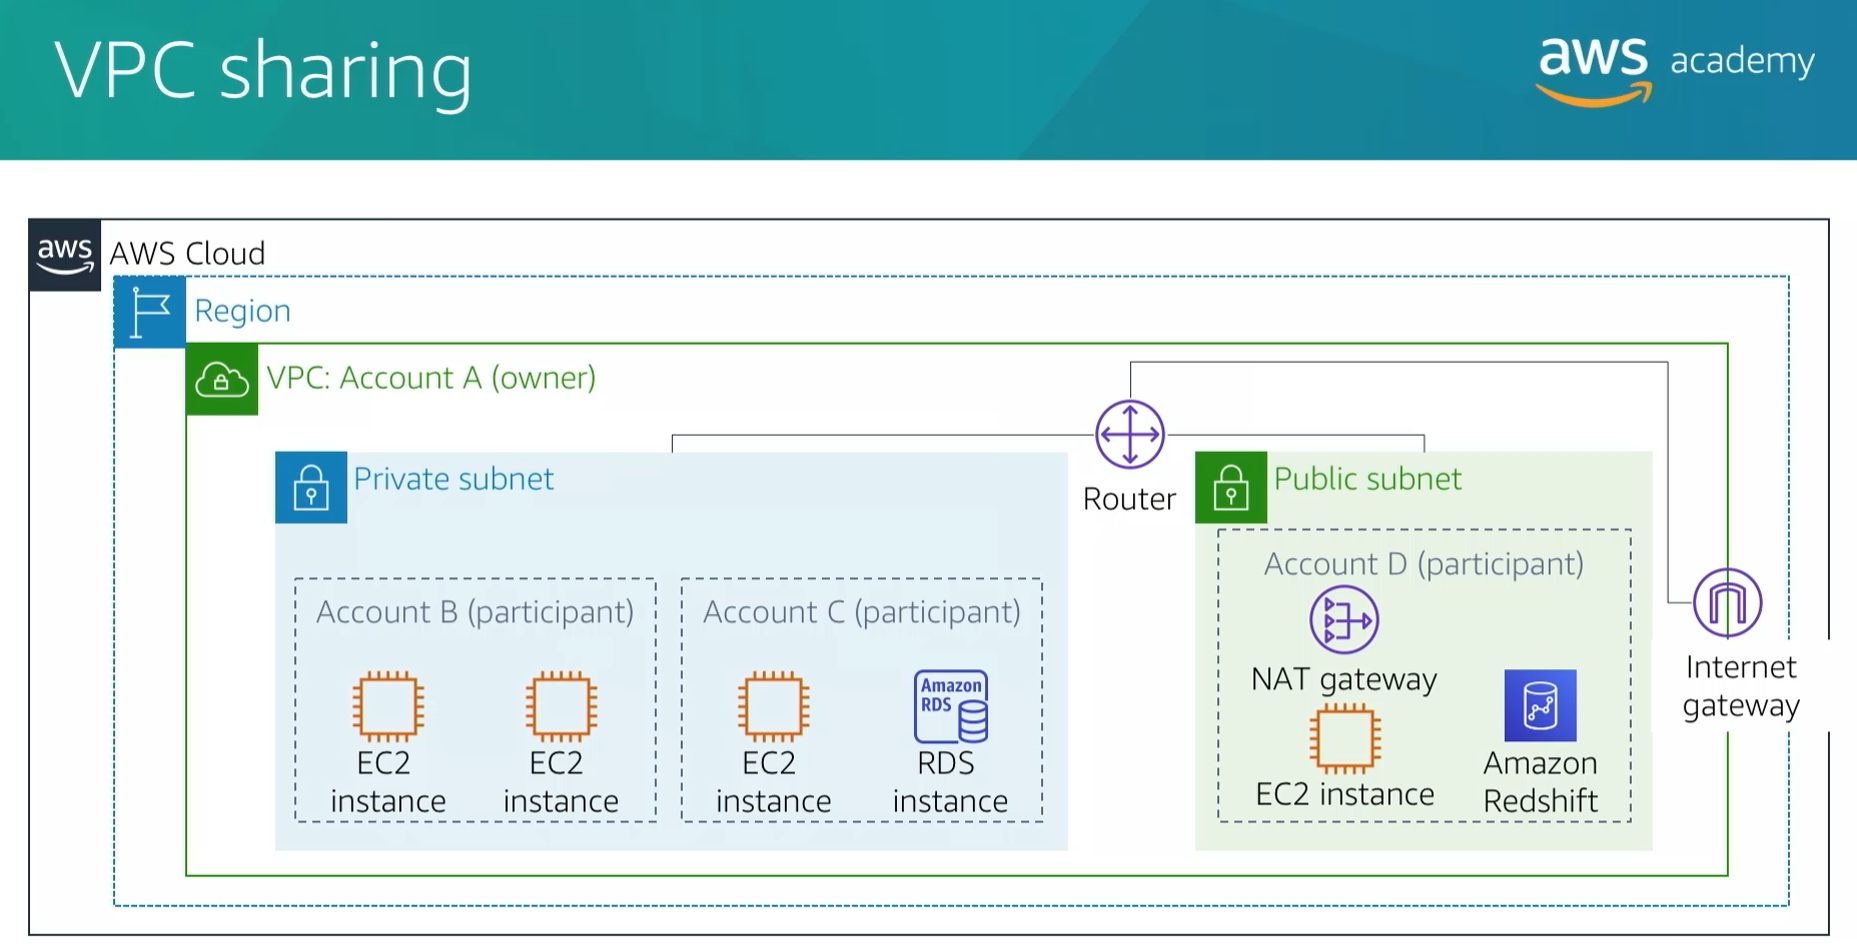 VPC sharing
aws academy
aws
AWS Cloud
Region
VPC: Account A (owner)
Private subnet
Router
Public subnet
Account B (participant)
EC2
instance
EC2
instance
Account C (participant)
EC2
instance
Amazon
RDS
RDS
instance
Account D (participant)
NAT gateway
EC2 instance
Amazon
Redshift
Internet
gateway